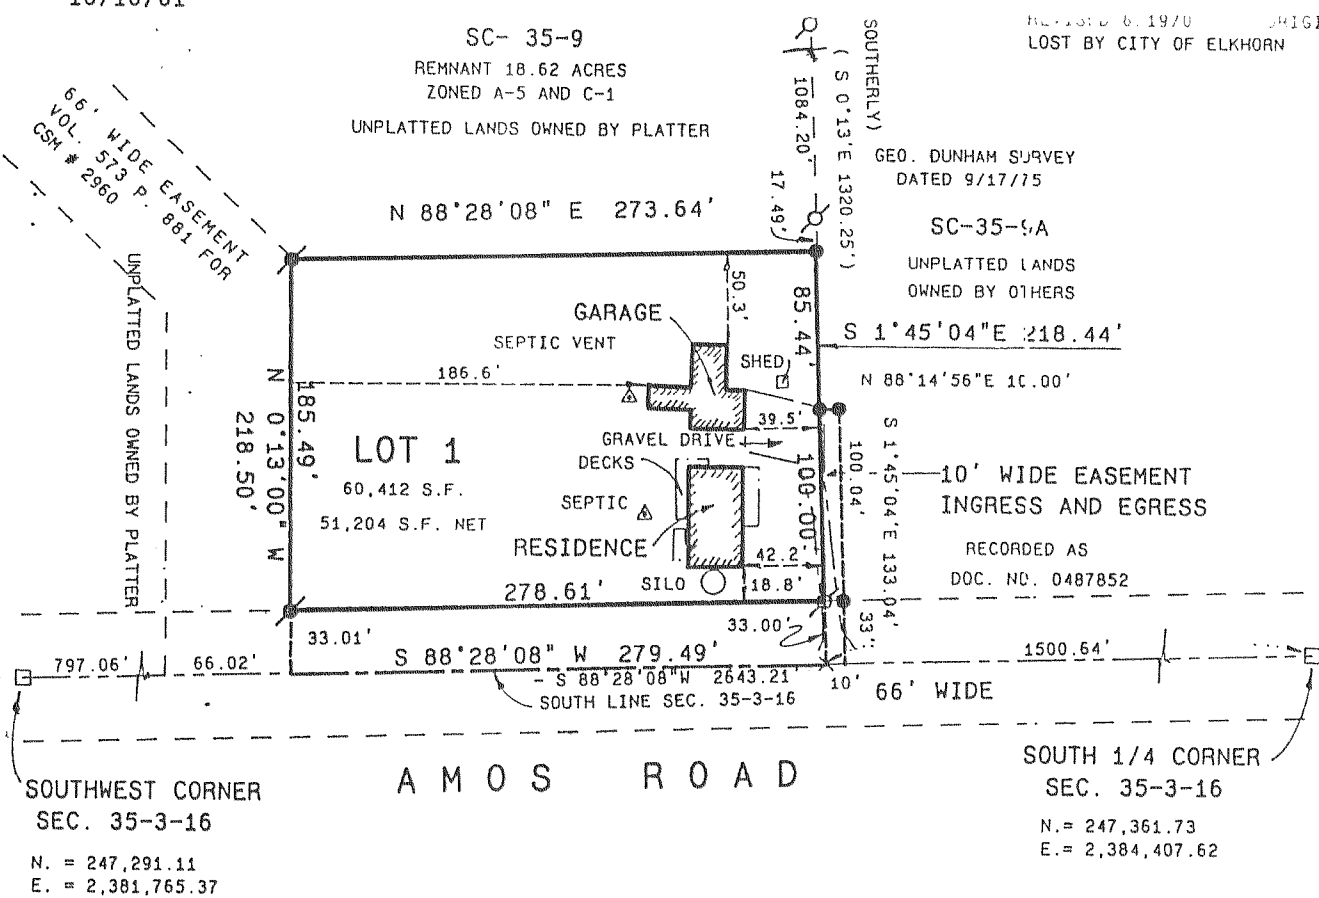 SC- 35-9
REMNANT 18.62 ACRES
ZONED A-5 AND C-1
UNPLATTED LANDS OWNED BY PLATTER
LOST BY CITY OF ELKHORN
66' WIDE EASEMENT
VOL. 573 P. 881 FOR
CSM # 2960
SOUTHERLY)
( S 0°13'E 1320.25')
1084.20'
17.49'
GEO. DUNHAM SURVEY
DATED 9/17/75
SC-35-9A
UNPLATTED LANDS
OWNED BY OTHERS
N 88°28'08" E 273.64'
S 1°45'04"E 218.44'
N 88°14'56"E 10.00'
UNPLATTED LANDS OWNED BY PLATTER
N 0°13'00" W
218.50'
185.49'
50.3'
85.44'
GARAGE
SEPTIC VENT
SHED
186.6'
39.5'
LOT 1
60,412 S.F.
51,204 S.F. NET
GRAVEL DRIVE
DECKS
SEPTIC
RESIDENCE
SILO
42.2
18.8'
100.00'
100.04'
S 1°45'04"E 133.04'
10' WIDE EASEMENT
INGRESS AND EGRESS
RECORDED AS
DOC. NO. 0487852
278.61'
33.01'
33.00'
33'
S 88°28'08" W 279.49'
797.06'
66.02'
S 88°28'08"W 2643.21
SOUTH LINE SEC. 35-3-16
10'
66' WIDE
1500.64'
AMOS ROAD
SOUTHWEST CORNER
SEC. 35-3-16
N. = 247,291.11
E. = 2,381,765.37
SOUTH 1/4 CORNER
SEC. 35-3-16
N.= 247,361.73
E.= 2,384,407.62